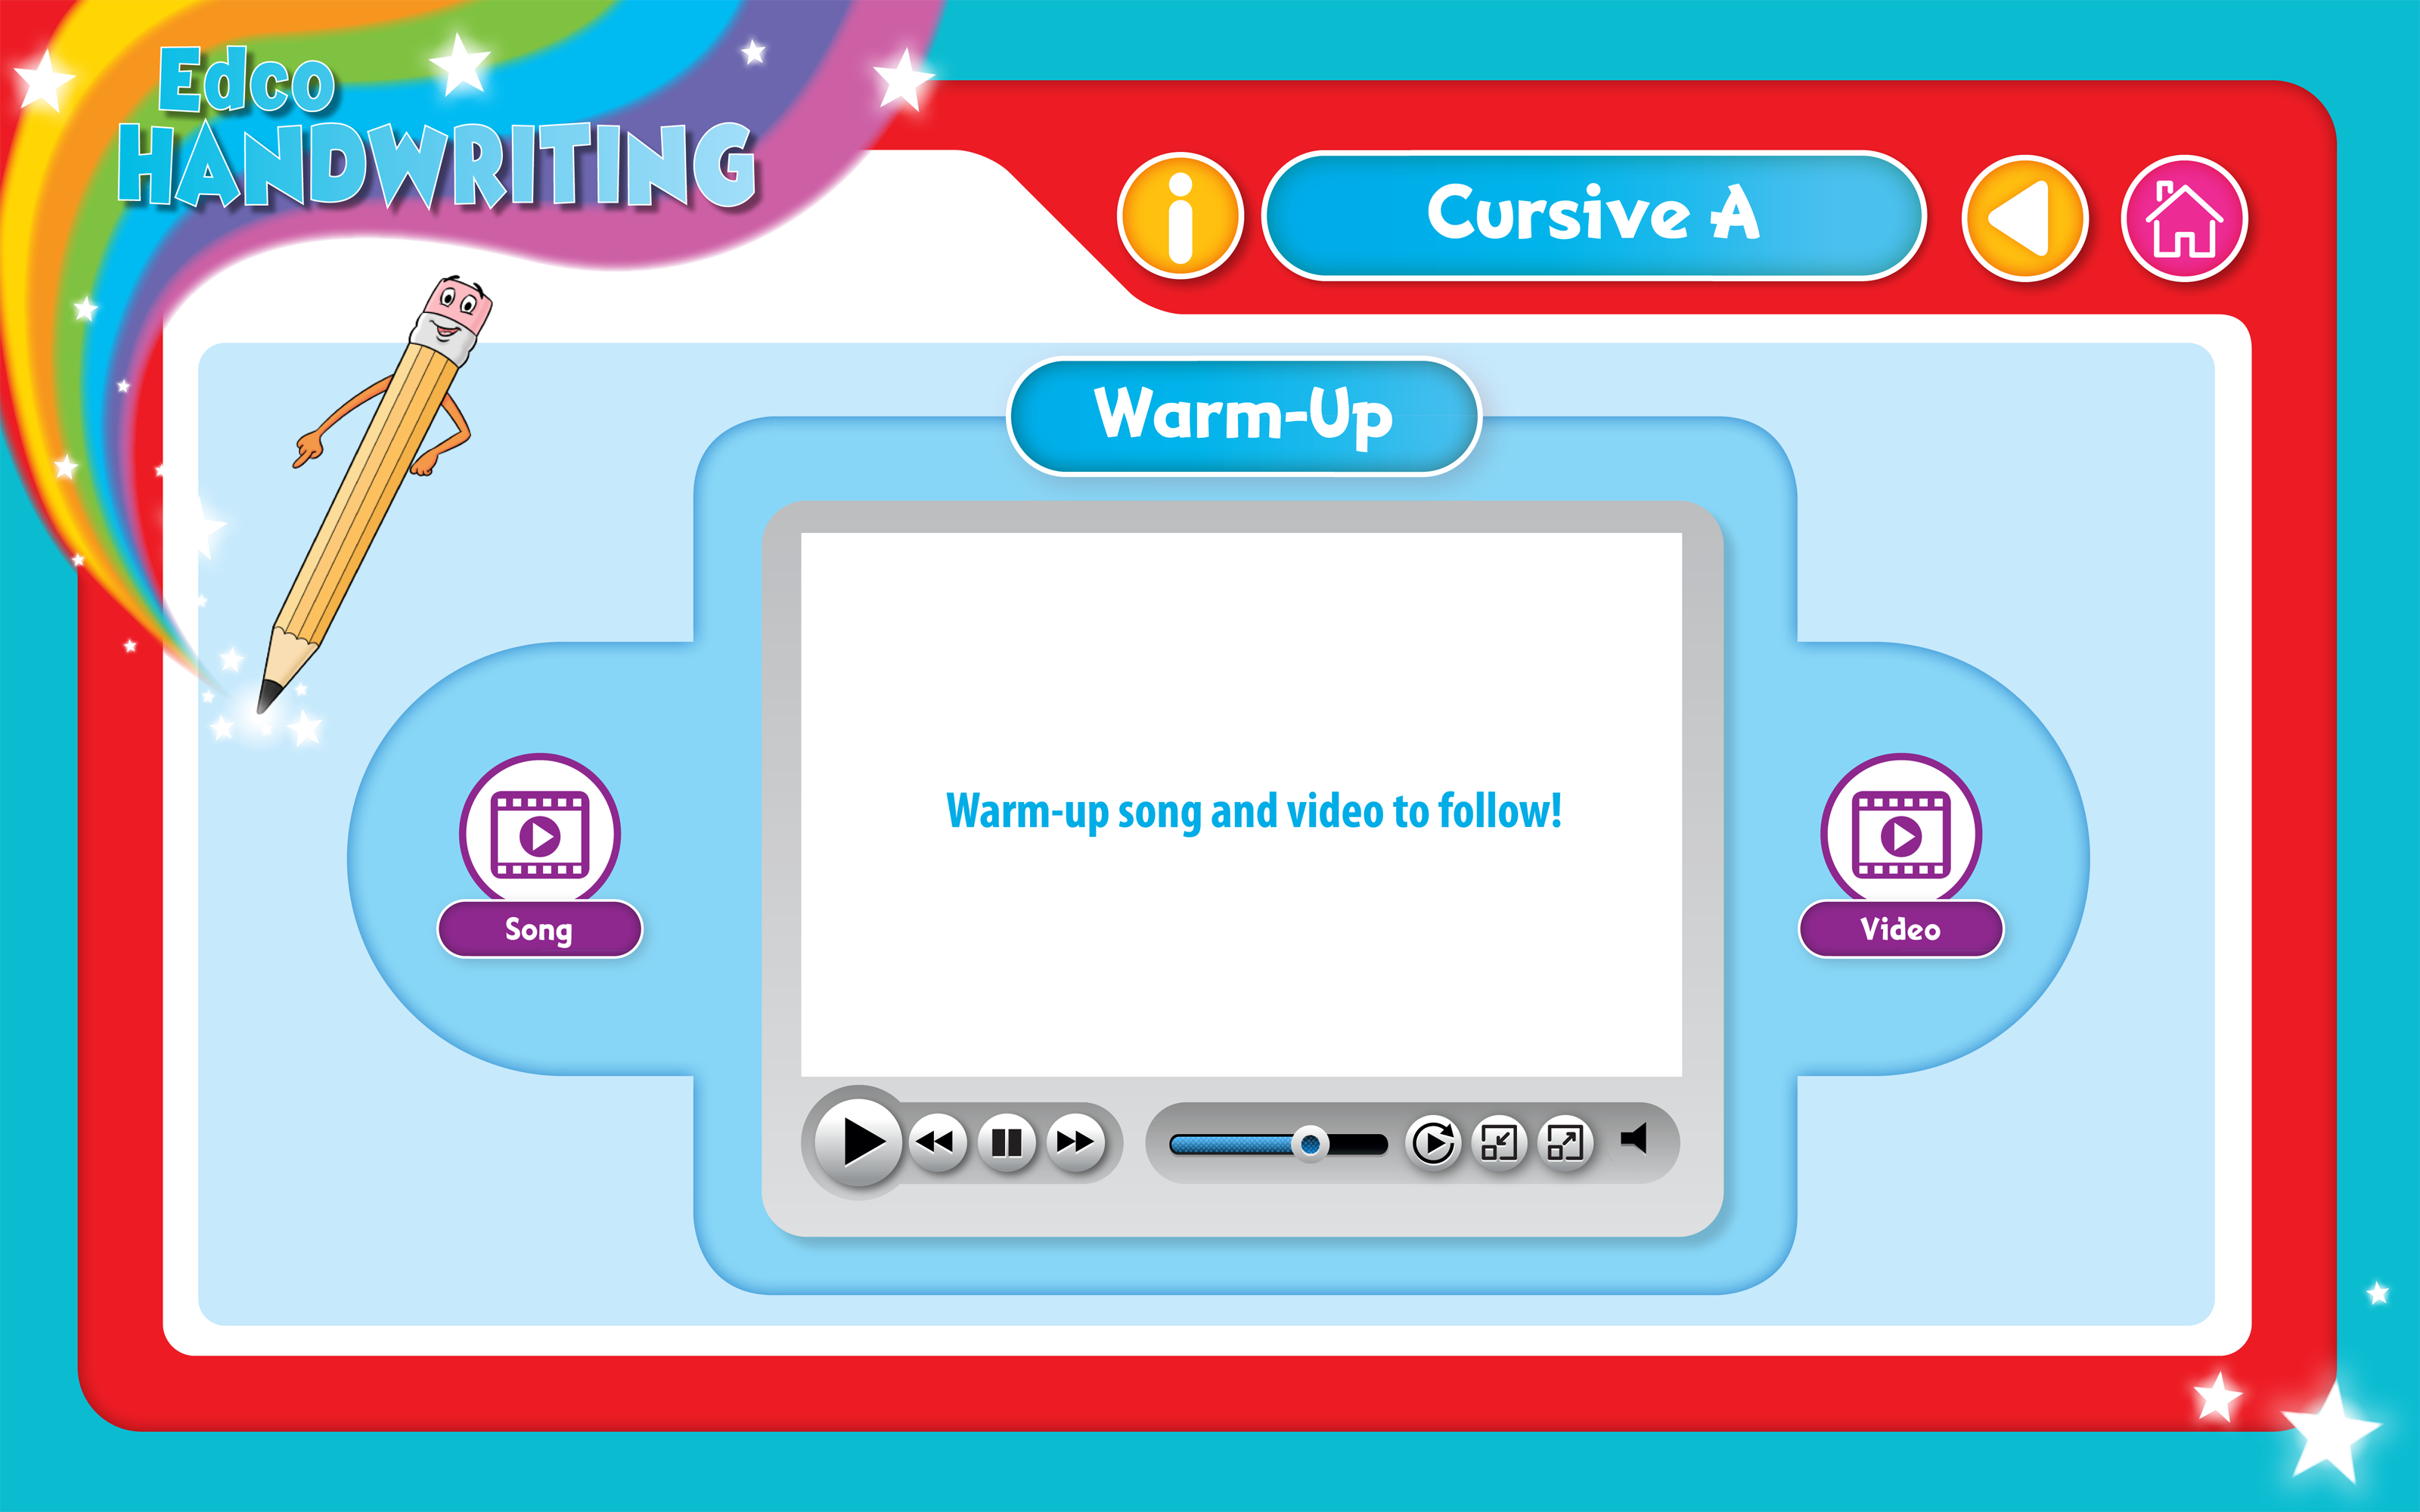 Edco
HANDWRITING
Cursive A
Warm-Up
Warm-up song and video to follow!
Song
Video